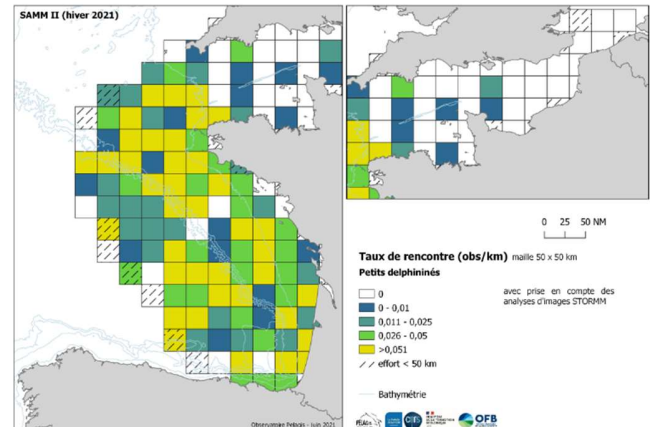 SAMM II (hiver 2021)
0 25 50 NM
Taux de rencontre (obs/km) maille 50 x 50 km
Petits delphininés
avec prise en compte des
analyses d'images STORMM
0
0 - 0,01
0,011 - 0,025
0,026 - 0,05
>0,051
effort < 50 km
Bathymétrie
Observatoire Pelagis - juin 2021
PELAGIS
cnrs
OFB